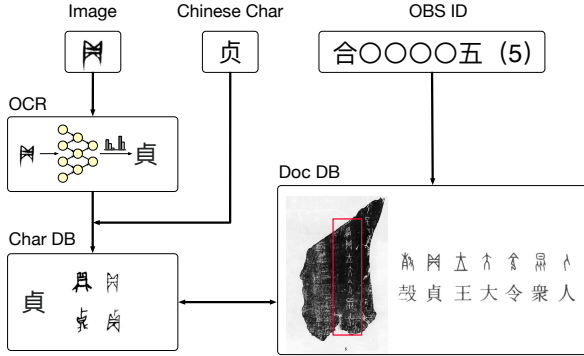 Image
Chinese Char
OBS ID
贞
合〇〇〇〇五 (5)
OCR
貞
Doc DB
Char DB
貞
㱿 貞 王 大 令 衆 人